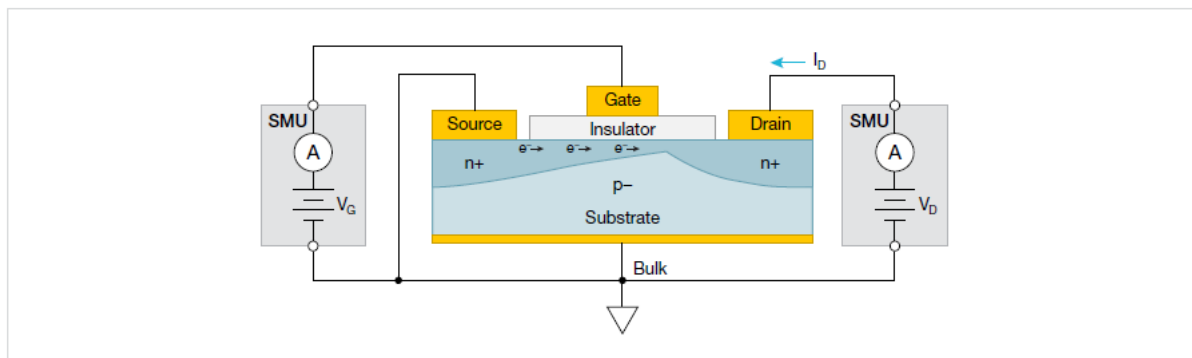 I_D
Gate
SMU
Source
Insulator
Drain
SMU
A
e⁻→ e⁻→ e⁻→
A
n+
n+
p–
V_G
V_D
Substrate
Bulk